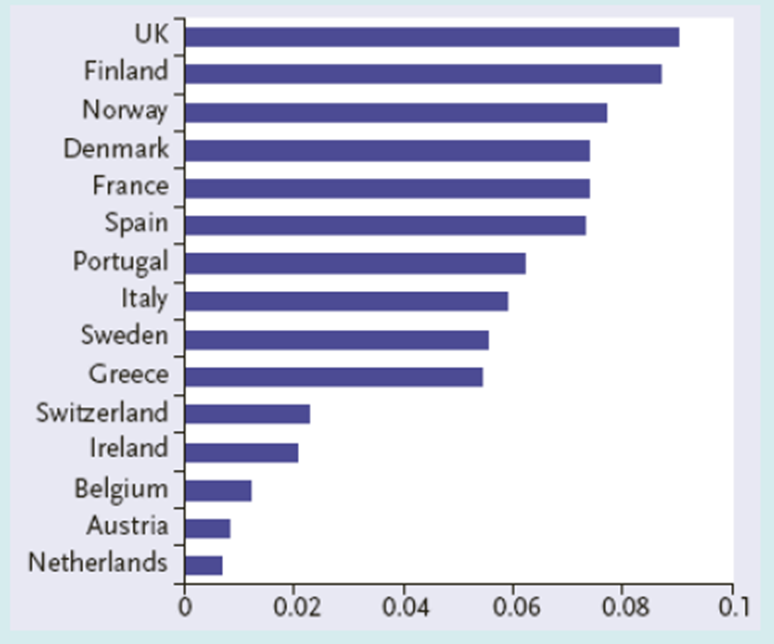 UK
Finland
Norway
Denmark
France
Spain
Portugal
Italy
Sweden
Greece
Switzerland
Ireland
Belgium
Austria
Netherlands
0 0.02 0.04 0.06 0.08 0.1